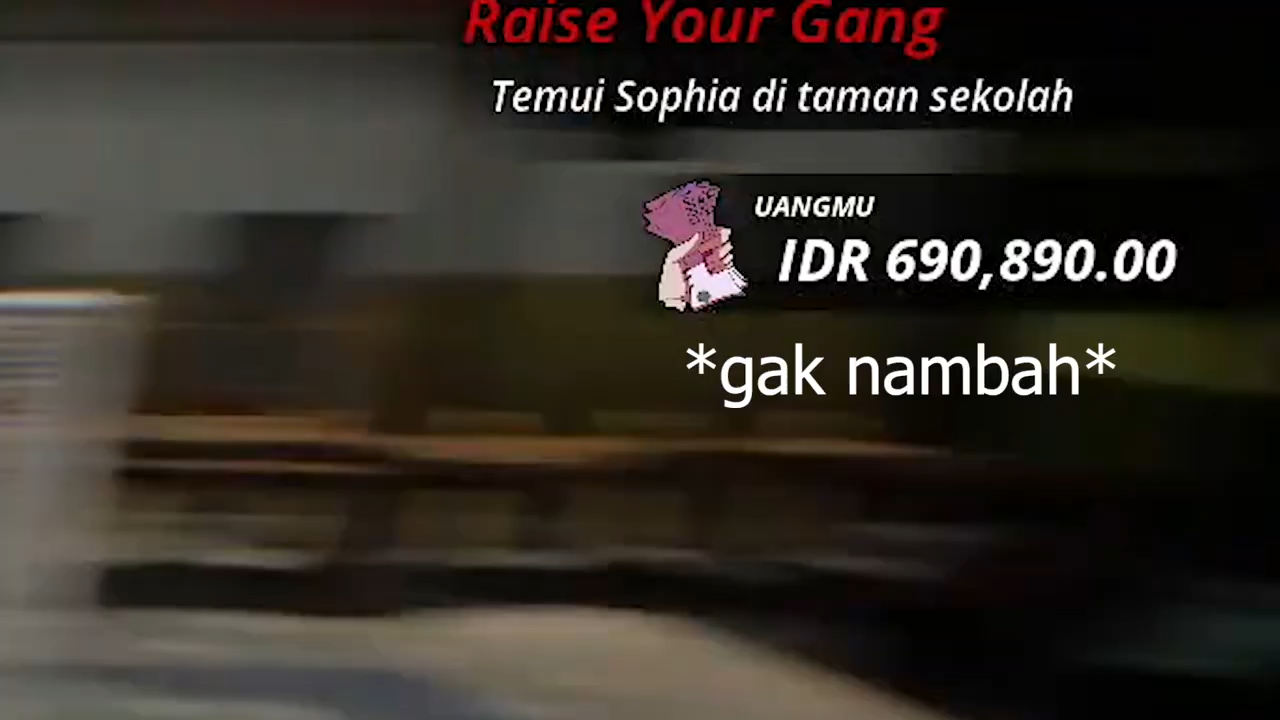 Raise Your Gang
Temui Sophia di taman sekolah
UANGMU
IDR 690,890.00
*gak nambah*